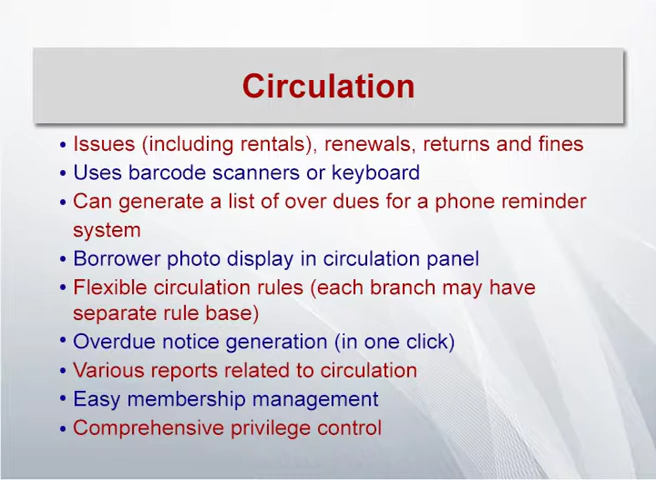 Circulation
• Issues (including rentals), renewals, returns and fines
• Uses barcode scanners or keyboard
• Can generate a list of over dues for a phone reminder
system
• Borrower photo display in circulation panel
• Flexible circulation rules (each branch may have
separate rule base)
• Overdue notice generation (in one click)
• Various reports related to circulation
• Easy membership management
• Comprehensive privilege control